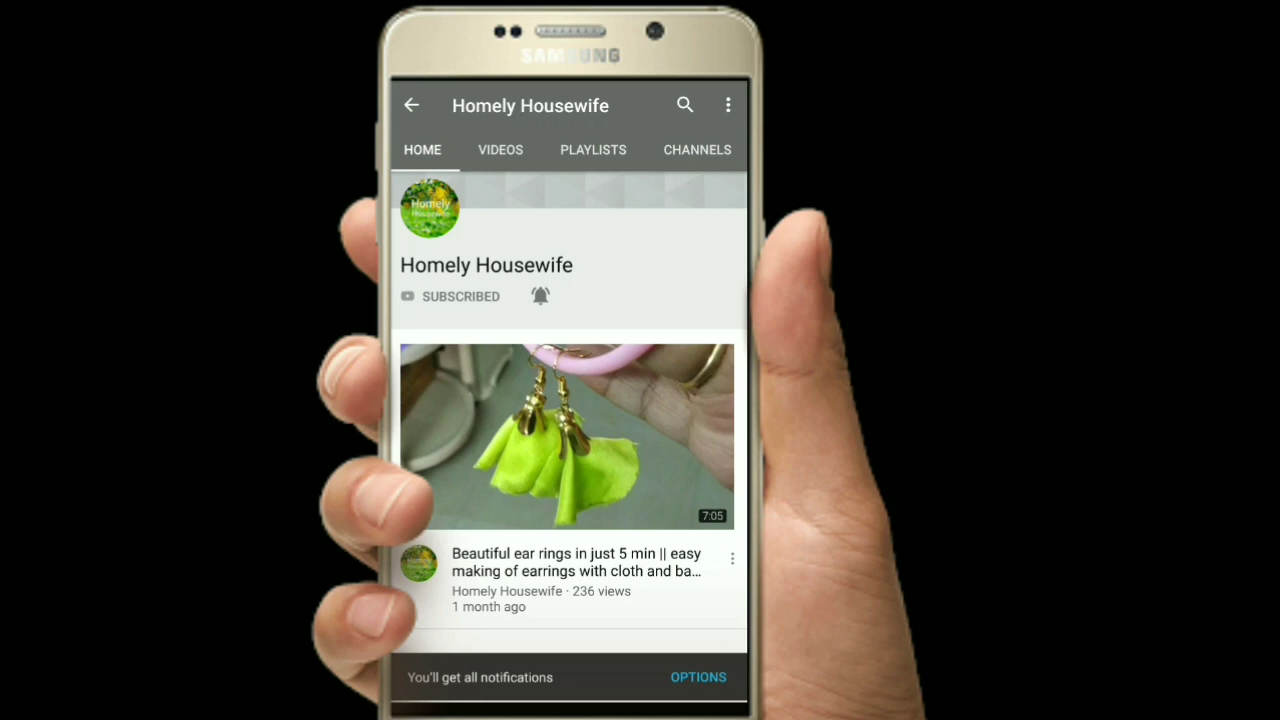 SAMSUNG
Homely Housewife
HOME VIDEOS PLAYLISTS CHANNELS
Homely
Housewife
Homely Housewife
SUBSCRIBED
7:05
Beautiful ear rings in just 5 min || easy
making of earrings with cloth and ba...
Homely Housewife · 236 views
1 month ago
You'll get all notifications OPTIONS